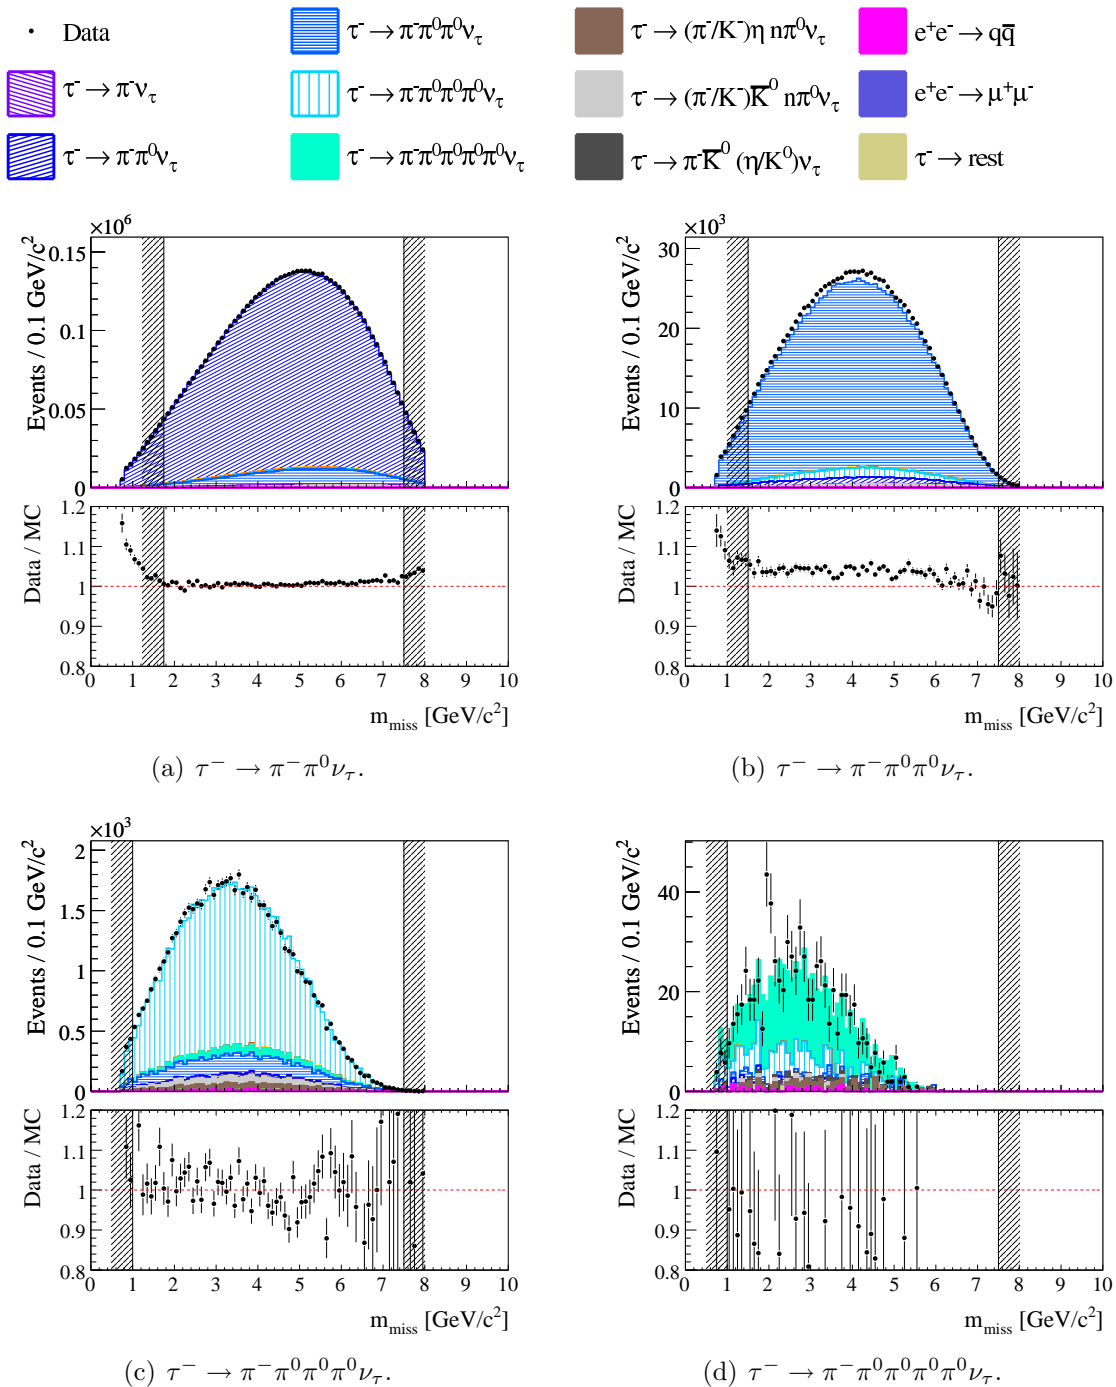 Data
τ⁻ → π⁻ν_τ
τ⁻ → π⁻π⁰ν_τ
τ⁻ → π⁻π⁰π⁰ν_τ
τ⁻ → π⁻π⁰π⁰π⁰ν_τ
τ⁻ → π⁻π⁰π⁰π⁰π⁰ν_τ
τ⁻ → (π⁻/K⁻)η nπ⁰ν_τ
τ⁻ → (π⁻/K⁻)K̅⁰ nπ⁰ν_τ
τ⁻ → π⁻K̅⁰ (η/K⁰)ν_τ
e⁺e⁻ → qq̅
e⁺e⁻ → μ⁺μ⁻
τ⁻ → rest
×10⁶
Events / 0.1 GeV/c²
0.15
0.1
0.05
0
Data / MC
1.2
1.1
1
0.9
0.8
0 1 2 3 4 5 6 7 8 9 10
m_miss [GeV/c²]
(a) τ⁻ → π⁻π⁰ν_τ.
×10³
Events / 0.1 GeV/c²
30
20
10
0
Data / MC
1.2
1.1
1
0.9
0.8
0 1 2 3 4 5 6 7 8 9 10
m_miss [GeV/c²]
(b) τ⁻ → π⁻π⁰π⁰ν_τ.
×10³
Events / 0.1 GeV/c²
2
1.5
1
0.5
0
Data / MC
1.2
1.1
1
0.9
0.8
0 1 2 3 4 5 6 7 8 9 10
m_miss [GeV/c²]
(c) τ⁻ → π⁻π⁰π⁰π⁰ν_τ.
Events / 0.1 GeV/c²
40
20
0
Data / MC
1.2
1.1
1
0.9
0.8
0 1 2 3 4 5 6 7 8 9 10
m_miss [GeV/c²]
(d) τ⁻ → π⁻π⁰π⁰π⁰π⁰ν_τ.